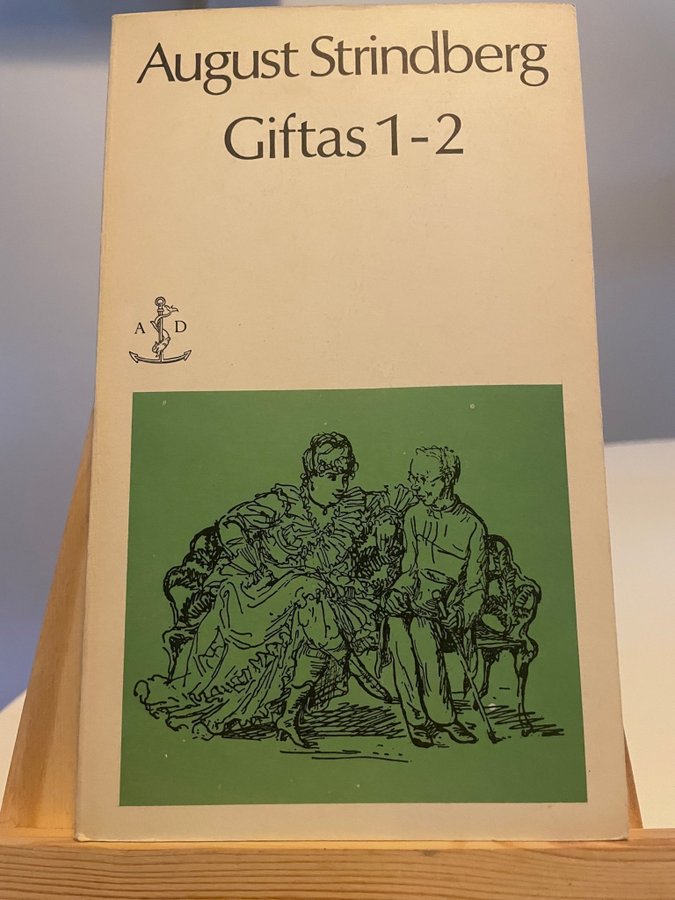 August Strindberg
Giftas 1-2
A D